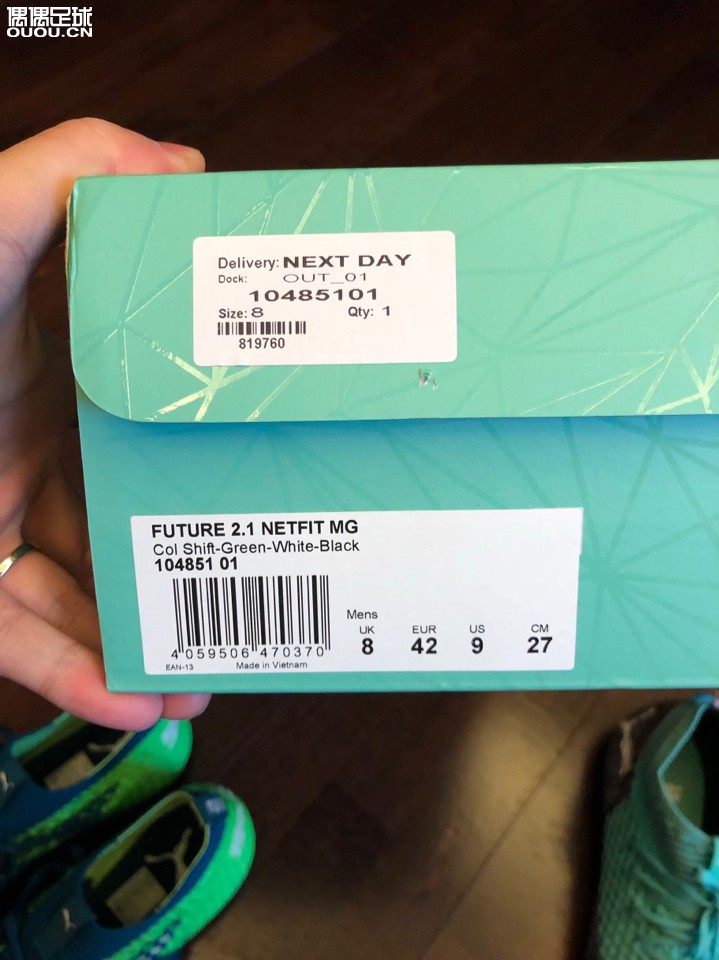 偶偶足球
OUOU.CN
Delivery: NEXT DAY
Dock: OUT_01
10485101
Size: 8 Qty: 1
819760
FUTURE 2.1 NETFIT MG
Col Shift-Green-White-Black
104851 01
Mens
UK EUR US CM
8 42 9 27
4 059506 470370
EAN-13 Made in Vietnam